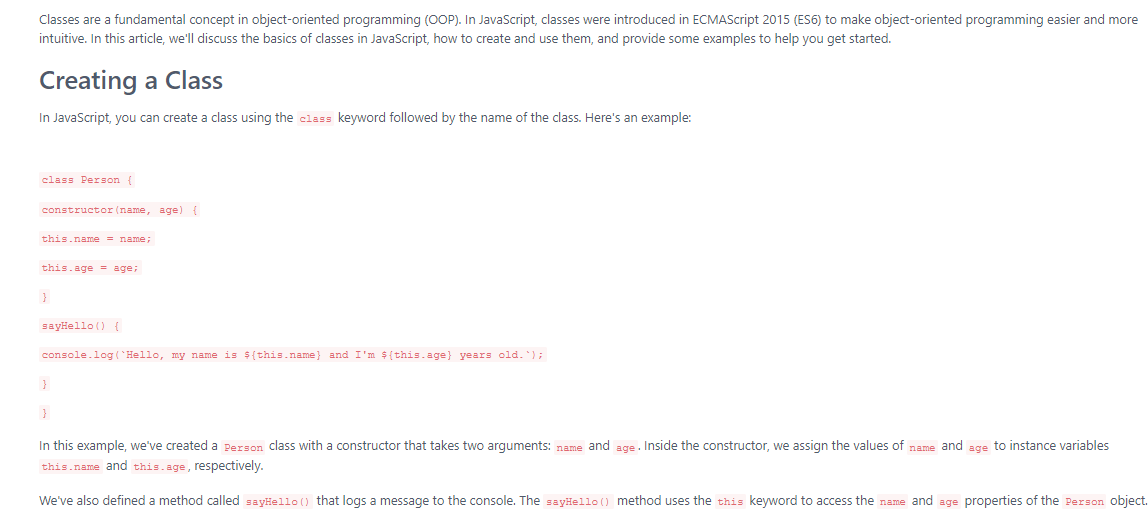 Classes are a fundamental concept in object-oriented programming (OOP). In JavaScript, classes were introduced in ECMAScript 2015 (ES6) to make object-oriented programming easier and more
intuitive. In this article, we'll discuss the basics of classes in JavaScript, how to create and use them, and provide some examples to help you get started.
Creating a Class
In JavaScript, you can create a class using the class keyword followed by the name of the class. Here's an example:
class Person {
constructor(name, age) {
this.name = name;
this.age = age;
}
sayHello() {
console.log(`Hello, my name is ${this.name} and I'm ${this.age} years old.`);
}
}
In this example, we've created a Person class with a constructor that takes two arguments: name and age. Inside the constructor, we assign the values of name and age to instance variables
this.name and this.age, respectively.
We've also defined a method called sayHello() that logs a message to the console. The sayHello() method uses the this keyword to access the name and age properties of the Person object.